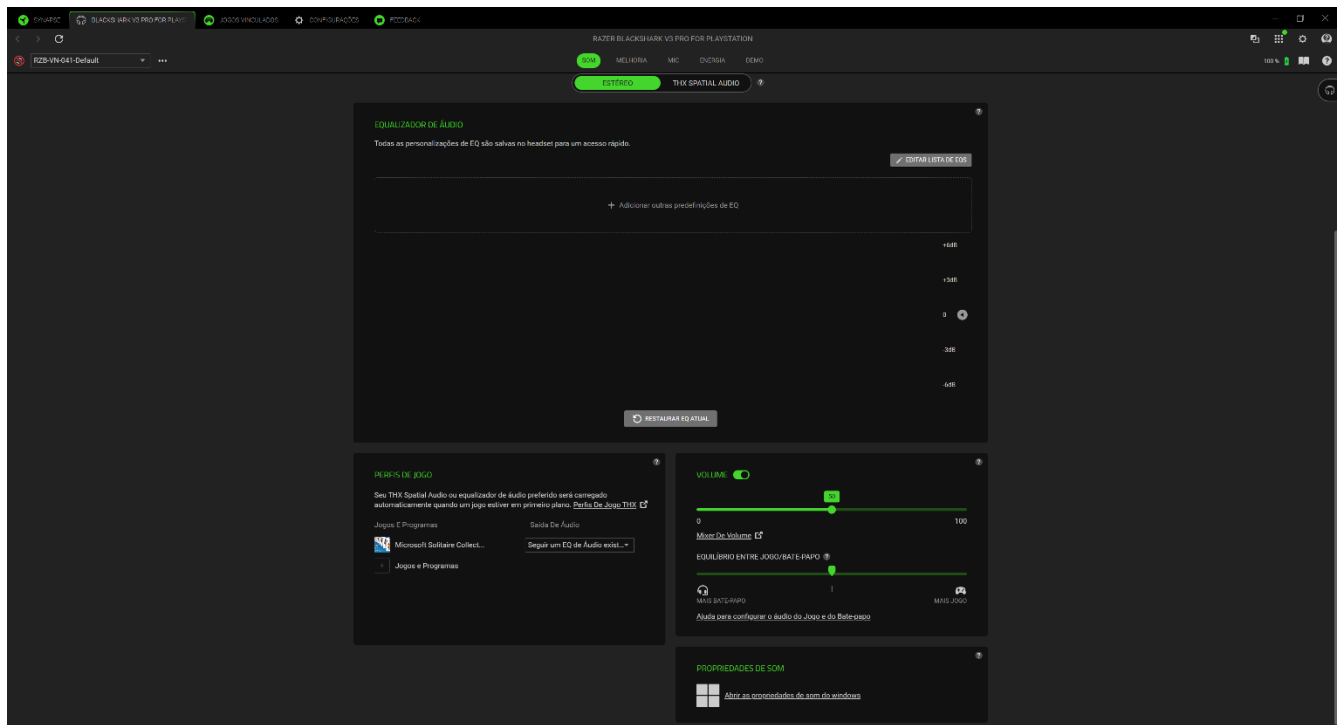 SYNAPSE
BLACKSHARK V3 PRO FOR PLAYS
JOGOS VINCULADOS
CONFIGURAÇÕES
FEEDBACK
RAZER BLACKSHARK V3 PRO FOR PLAYSTATION
RZB-VN-041-Default
SOM MELHORIA MIC ENERGIA DEMO
100 %
ESTÉREO THX SPATIAL AUDIO
EQUALIZADOR DE ÁUDIO
Todas as personalizações de EQ são salvas no headset para um acesso rápido.
EDITAR LISTA DE EQS
+ Adicionar outras predefinições de EQ
+6dB
+3dB
0
-3dB
-6dB
RESTAURAR EQ ATUAL
PERFIS DE JOGO
Seu THX Spatial Audio ou equalizador de áudio preferido será carregado
automaticamente quando um jogo estiver em primeiro plano. Perfis De Jogo THX
Jogos E Programas Saída De Áudio
Microsoft Solitaire Collect... Seguir um EQ de Áudio exist...
+ Jogos e Programas
VOLUME
50
0 100
Mixer De Volume
EQUILÍBRIO ENTRE JOGO/BATE-PAPO
MAIS BATE-PAPO MAIS JOGO
Ajuda para configurar o áudio do Jogo e do Bate-papo
PROPRIEDADES DE SOM
Abrir as propriedades de som do windows